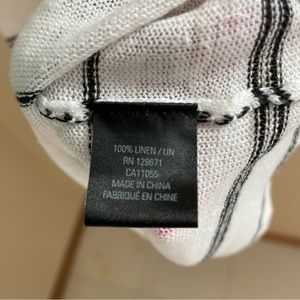 100% LINEN / LIN
RN 129671
CA11055
MADE IN CHINA
FABRIQUÉ EN CHINE